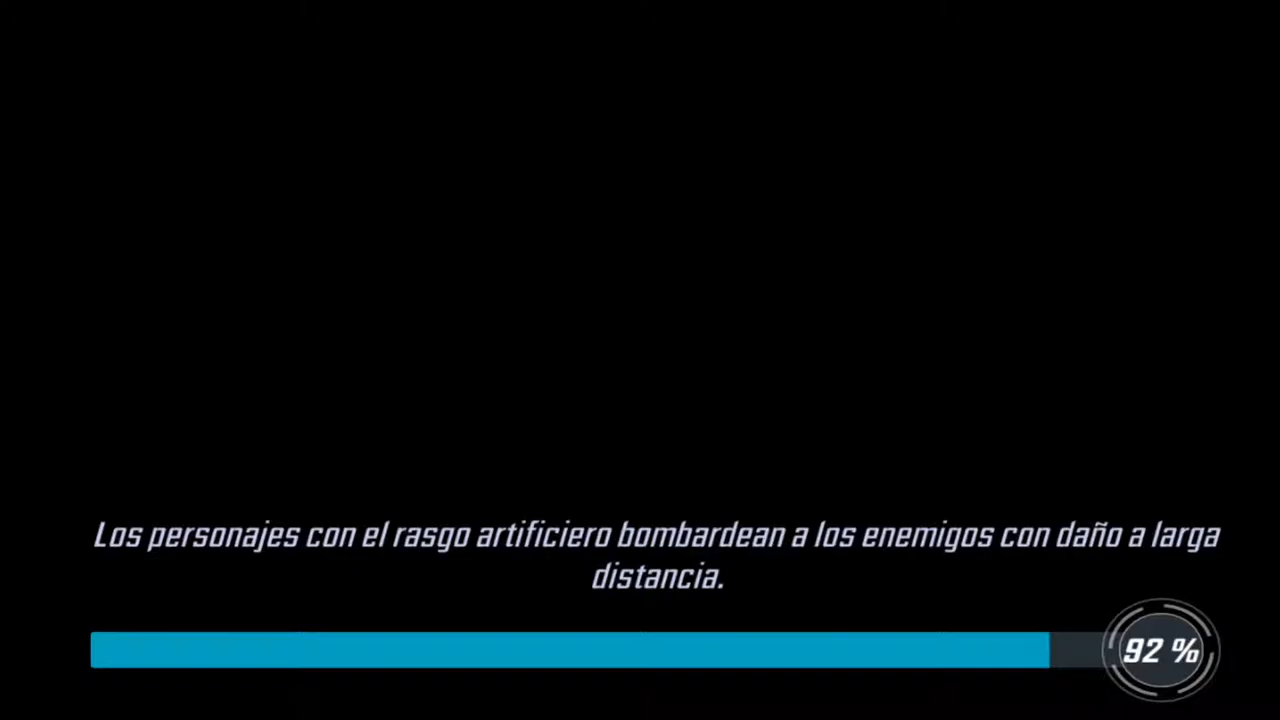 Los personajes con el rasgo artificiero bombardean a los enemigos con daño a larga
distancia.
92 %